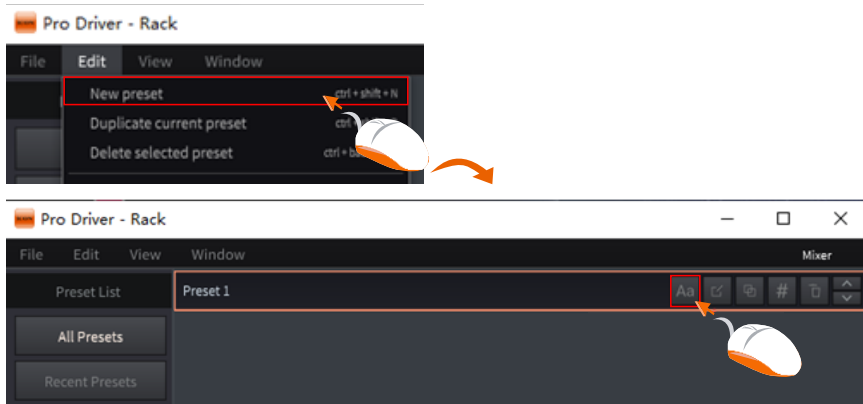 Pro Driver - Rack
File Edit View Window
New preset ctrl + shift + N
Duplicate current preset
Delete selected preset
Pro Driver - Rack
File Edit View Window Mixer
Preset List Preset 1 Aa #
All Presets
Recent Presets